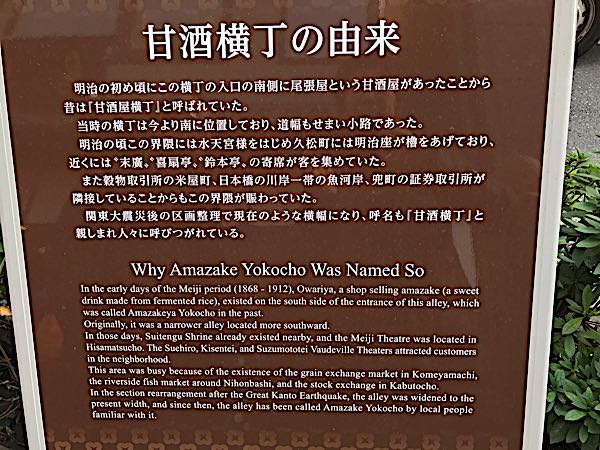 甘酒横丁の由来
明治の初め頃にこの横丁の入口の南側に尾張屋という甘酒屋があったことから
昔は『甘酒屋横丁』と呼ばれていた。
当時の横丁は今より南に位置しており、道幅もせまい小路であった。
明治の頃この界隈には水天宮様をはじめ久松町には明治座が櫓をあげており、
近くには〝末廣〟〝喜扇亭〟〝鈴本亭〟の寄席が客を集めていた。
また穀物取引所の米屋町、日本橋の川岸一帯の魚河岸、兜町の証券取引所が
隣接していることからもこの界隈が賑わっていた。
関東大震災後の区画整理で現在のような横幅になり、呼名も『甘酒横丁』と
親しまれ人々に呼びつがれている。
Why Amazake Yokocho Was Named So
In the early days of the Meiji period (1868 - 1912), Owariya, a shop selling amazake (a sweet
drink made from fermented rice), existed on the south side of the entrance of this alley, which
was called Amazakeya Yokocho in the past.
Originally, it was a narrower alley located more southward.
In those days, Suitengu Shrine already existed nearby, and the Meiji Theatre was located in
Hisamatsucho. The Suehiro, Kisentei, and Suzumototei Vaudeville Theaters attracted customers
in the neighborhood.
This area was busy because of the existence of the grain exchange market in Komeyamachi,
the riverside fish market around Nihonbashi, and the stock exchange in Kabutocho.
In the section rearrangement after the Great Kanto Earthquake, the alley was widened to the
present width, and since then, the alley has been called Amazake Yokocho by local people
familiar with it.